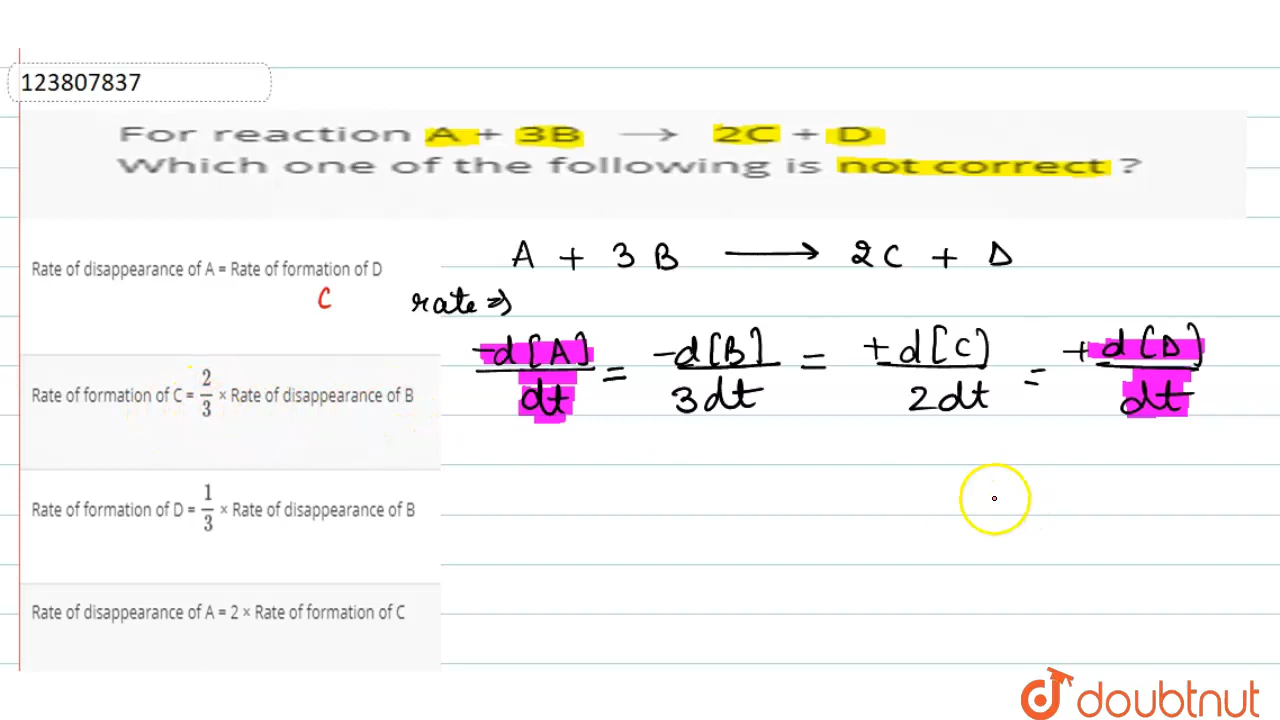 123807837
For reaction A + 3B → 2C + D
Which one of the following is not correct ?
Rate of disappearance of A = Rate of formation of D
C
A + 3 B → 2C + D
rate ⇒
-d[A]/dt = -d[B]/3dt = +d[C]/2dt = +d[D]/dt
Rate of formation of C = 2/3 × Rate of disappearance of B
Rate of formation of D = 1/3 × Rate of disappearance of B
Rate of disappearance of A = 2 × Rate of formation of C
doubtnut